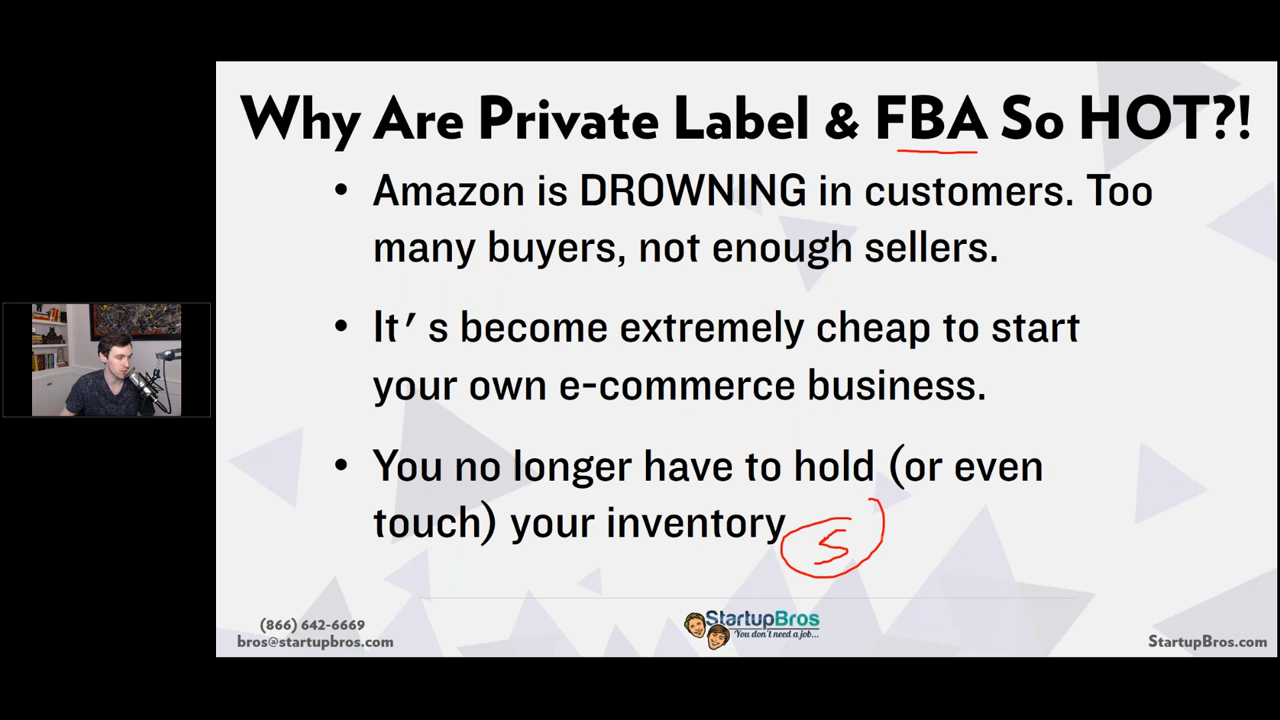 Why Are Private Label & FBA So HOT?!
• Amazon is DROWNING in customers. Too
many buyers, not enough sellers.
• It's become extremely cheap to start
your own e-commerce business.
• You no longer have to hold (or even
touch) your inventory
5
(866) 642-6669
bros@startupbros.com
StartupBros
You don't need a job...
StartupBros.com